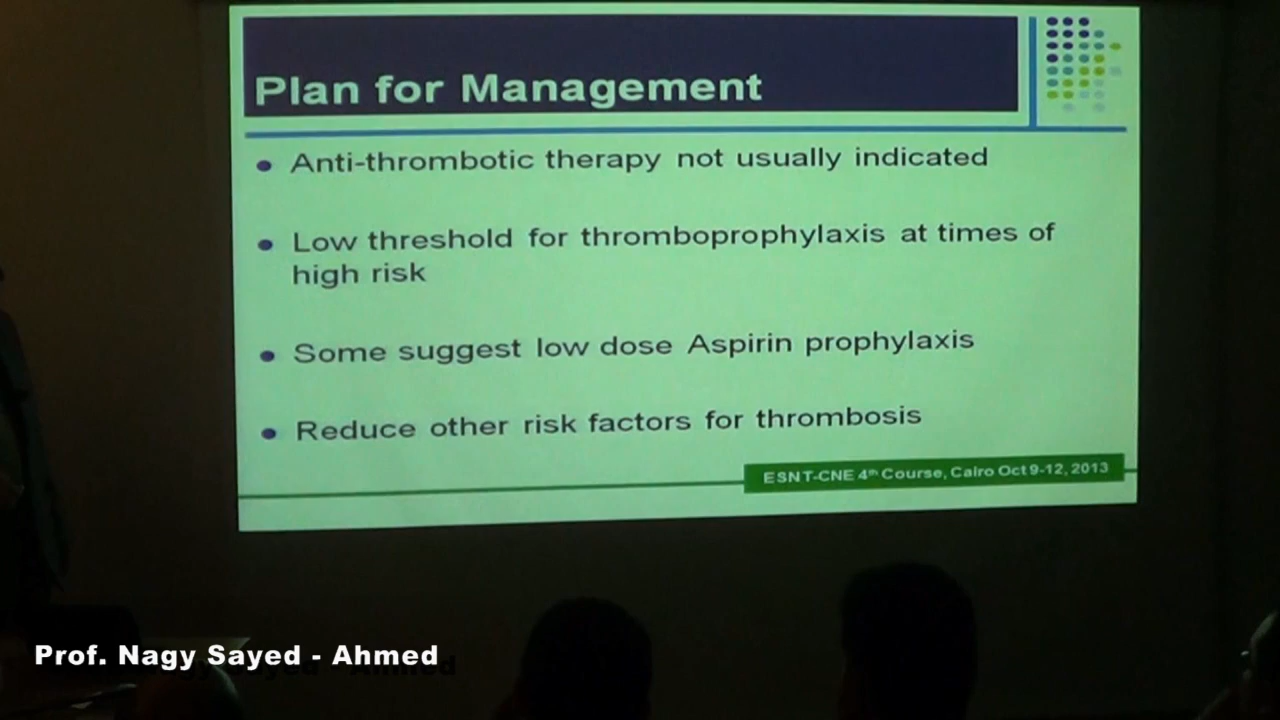 Plan for Management
Anti-thrombotic therapy not usually indicated
Low threshold for thromboprophylaxis at times of
high risk
Some suggest low dose Aspirin prophylaxis
Reduce other risk factors for thrombosis
ESNT-CNE 4th Course, Cairo Oct 9-12, 2013
Prof. Nagy Sayed - Ahmed